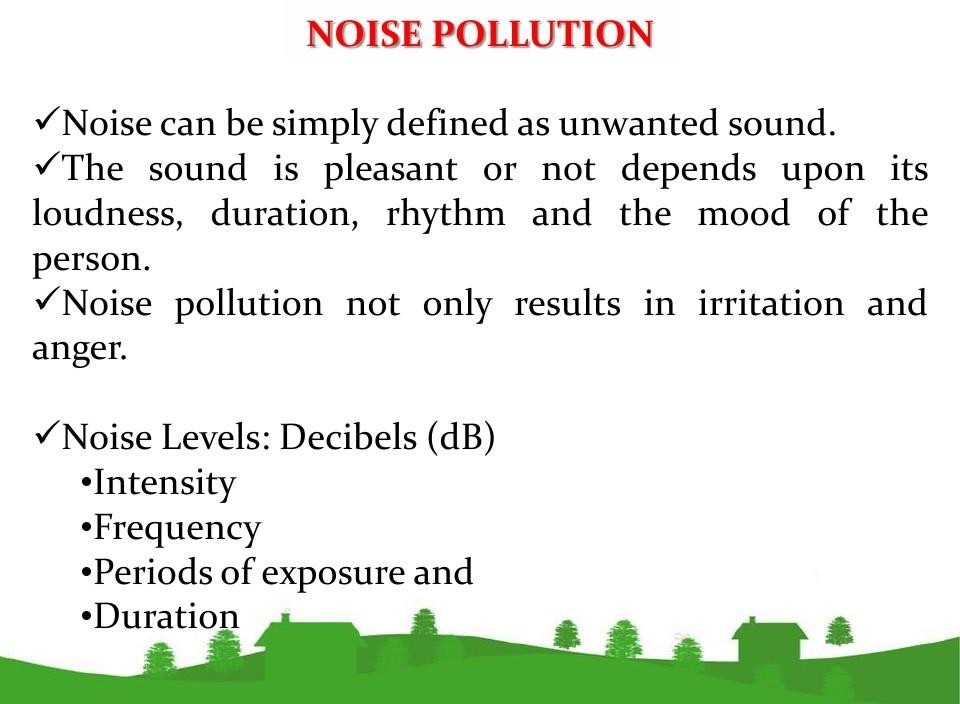 NOISE POLLUTION
✓Noise can be simply defined as unwanted sound.
✓The sound is pleasant or not depends upon its
loudness, duration, rhythm and the mood of the
person.
✓Noise pollution not only results in irritation and
anger.
✓Noise Levels: Decibels (dB)
•Intensity
•Frequency
•Periods of exposure and
•Duration